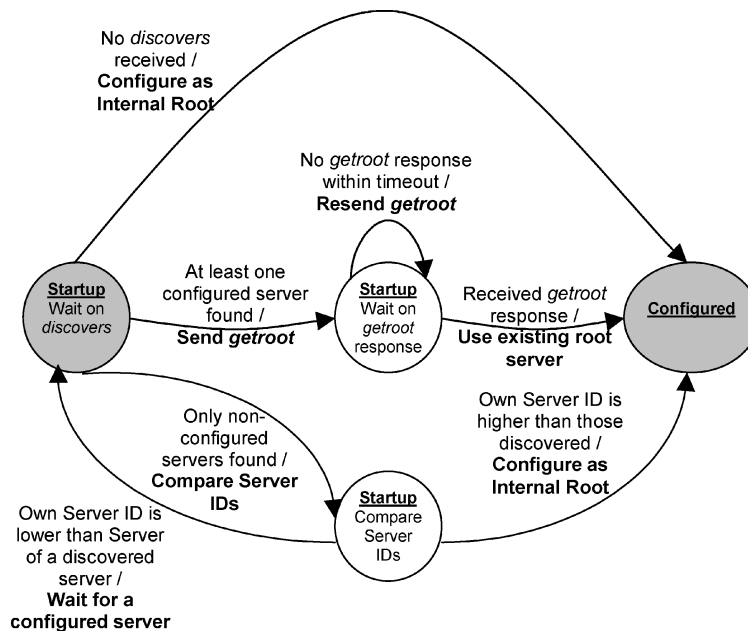 No discovers
received /
Configure as
Internal Root
No getroot response
within timeout /
Resend getroot
Startup
Wait on
discovers
At least one
configured server
found /
Send getroot
Startup
Wait on
getroot
response
Received getroot
response /
Use existing root
server
Configured
Only non-
configured
servers found /
Compare Server
IDs
Own Server ID is
higher than those
discovered /
Configure as
Internal Root
Startup
Compare
Server
IDs
Own Server ID is
lower than Server
of a discovered
server /
Wait for a
configured server